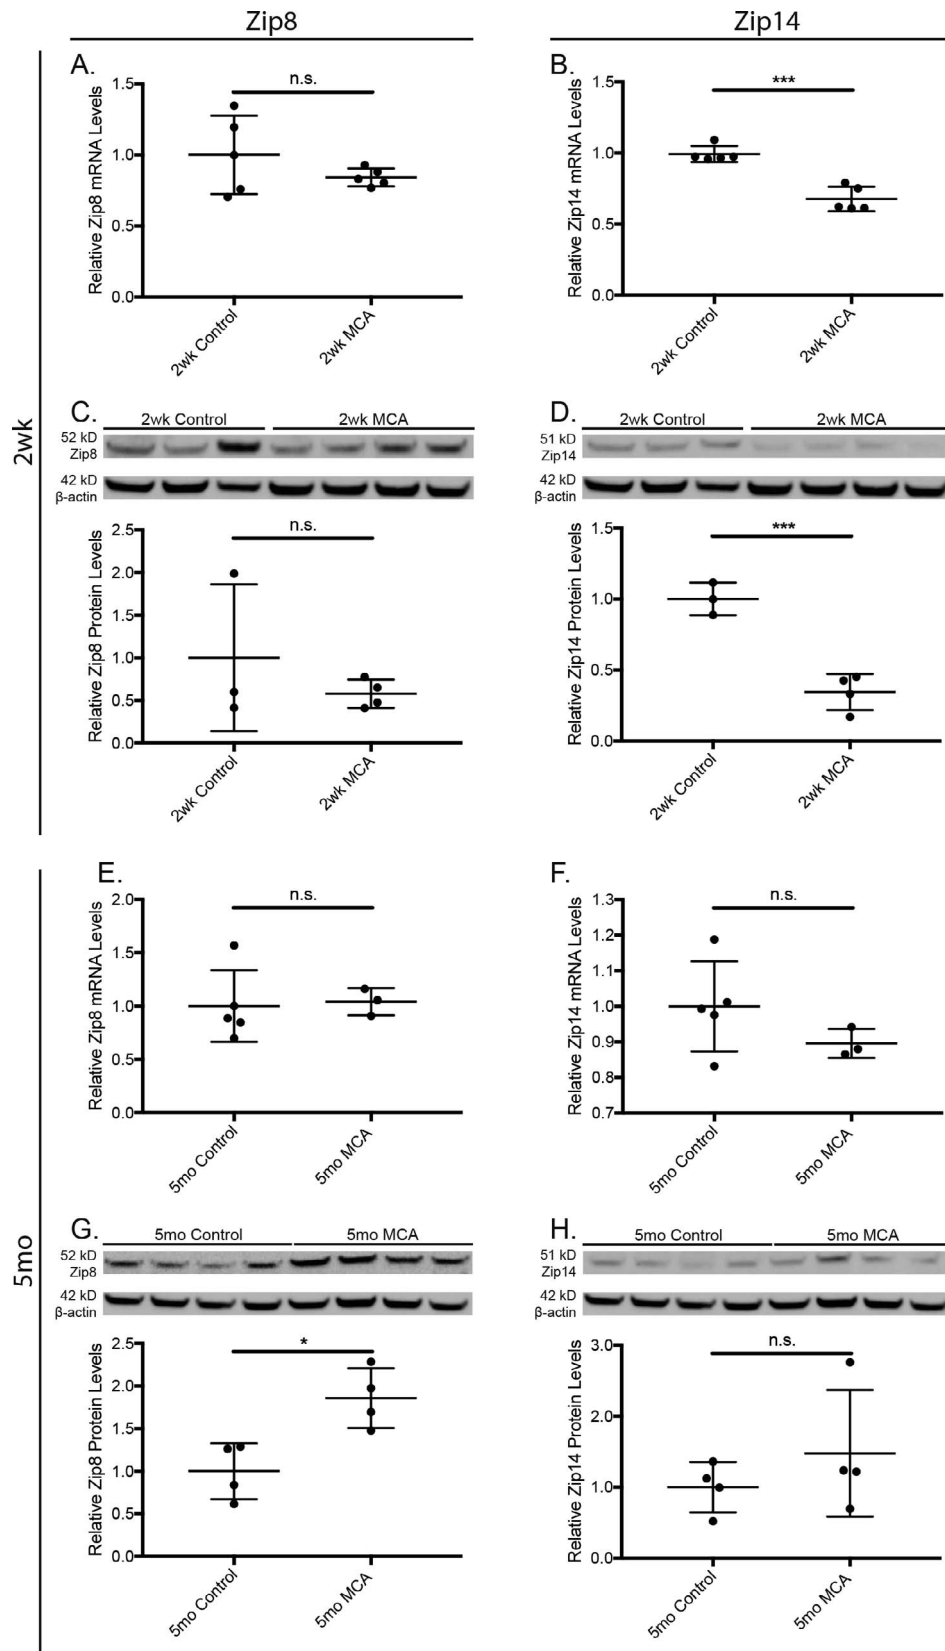 Zip8
Zip14
2wk
A.
n.s.
Relative Zip8 mRNA Levels
1.5
1.0
0.5
0.0
2wk Control
2wk MCA
B.
***
Relative Zip14 mRNA Levels
1.5
1.0
0.5
0.0
2wk Control
2wk MCA
C.
2wk Control
2wk MCA
52 kD
Zip8
42 kD
β-actin
n.s.
Relative Zip8 Protein Levels
2.5
2.0
1.5
1.0
0.5
0.0
2wk Control
2wk MCA
D.
2wk Control
2wk MCA
51 kD
Zip14
42 kD
β-actin
***
Relative Zip14 Protein Levels
1.5
1.0
0.5
0.0
2wk Control
2wk MCA
5mo
E.
n.s.
Relative Zip8 mRNA Levels
2.0
1.5
1.0
0.5
0.0
5mo Control
5mo MCA
F.
n.s.
Relative Zip14 mRNA Levels
1.3
1.2
1.1
1.0
0.9
0.8
0.7
5mo Control
5mo MCA
G.
5mo Control
5mo MCA
52 kD
Zip8
42 kD
β-actin
*
Relative Zip8 Protein Levels
2.5
2.0
1.5
1.0
0.5
0.0
5mo Control
5mo MCA
H.
5mo Control
5mo MCA
51 kD
Zip14
42 kD
β-actin
n.s.
Relative Zip14 Protein Levels
3.0
2.0
1.0
0.0
5mo Control
5mo MCA